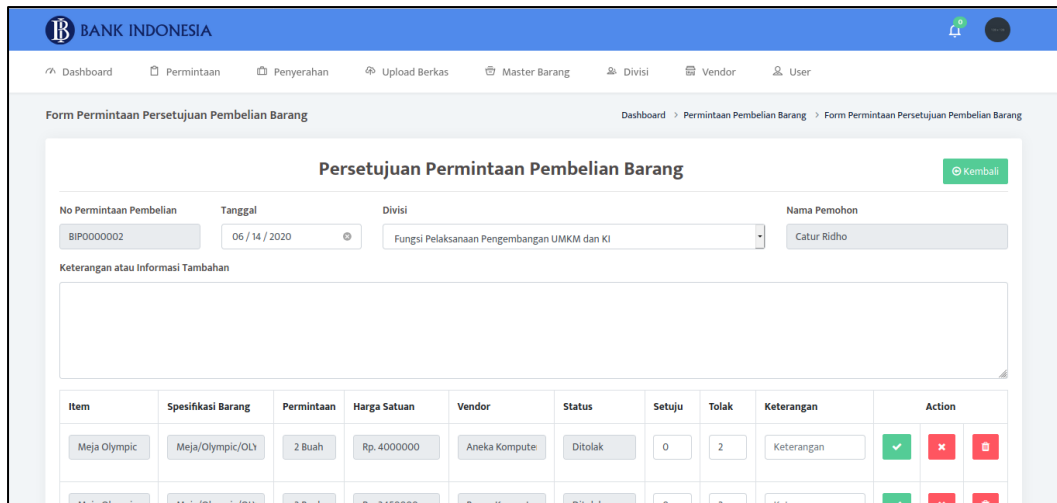 BANK INDONESIA
0
Dashboard Permintaan Penyerahan Upload Berkas Master Barang Divisi Vendor User
Form Permintaan Persetujuan Pembelian Barang
Dashboard > Permintaan Pembelian Barang > Form Permintaan Persetujuan Pembelian Barang
Persetujuan Permintaan Pembelian Barang
Kembali
No Permintaan Pembelian Tanggal Divisi Nama Pemohon
BIP0000002 06 / 14 / 2020 Fungsi Pelaksanaan Pengembangan UMKM dan KI Catur Ridho
Keterangan atau Informasi Tambahan
Item Spesifikasi Barang Permintaan Harga Satuan Vendor Status Setuju Tolak Keterangan Action
Meja Olympic Meja/Olympic/OLY 2 Buah Rp. 4000000 Aneka Komputer Ditolak 0 2 Keterangan